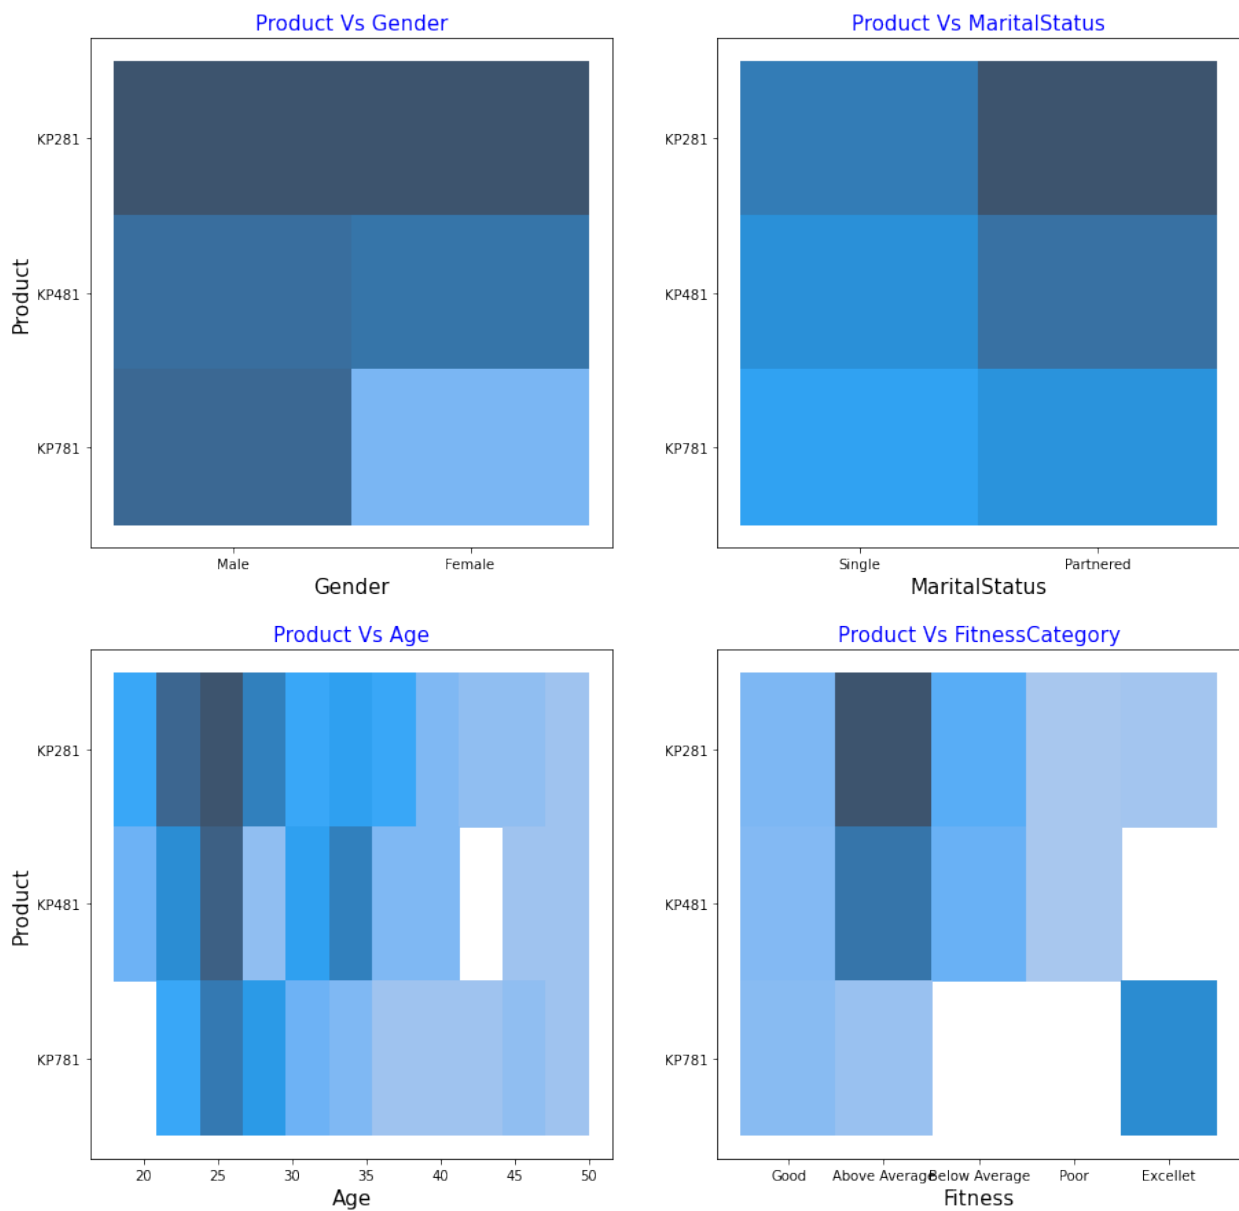 Product Vs Gender
Product
KP281
KP481
KP781
Male Female
Gender
Product Vs MaritalStatus
KP281
KP481
KP781
Single Partnered
MaritalStatus
Product Vs Age
Product
KP281
KP481
KP781
20 25 30 35 40 45 50
Age
Product Vs FitnessCategory
KP281
KP481
KP781
Good Above Average Below Average Poor Excellet
Fitness